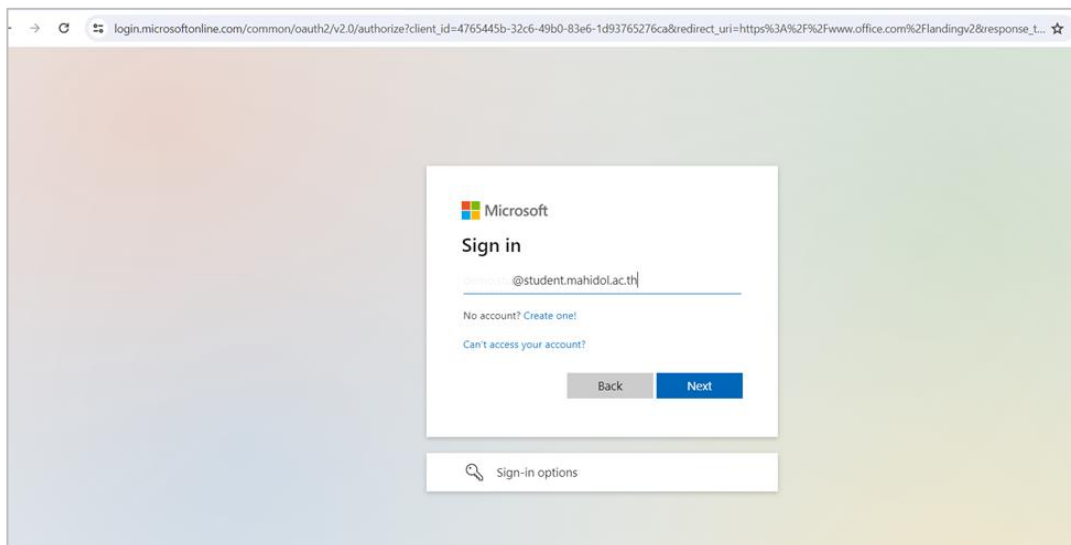 login.microsoftonline.com/common/oauth2/v2.0/authorize?client_id=4765445b-32c6-49b0-83e6-1d93765276ca&redirect_uri=https%3A%2F%2Fwww.office.com%2Flandingv2&response_t...
Microsoft
Sign in
@student.mahidol.ac.th
No account? Create one!
Can't access your account?
Back Next
Sign-in options